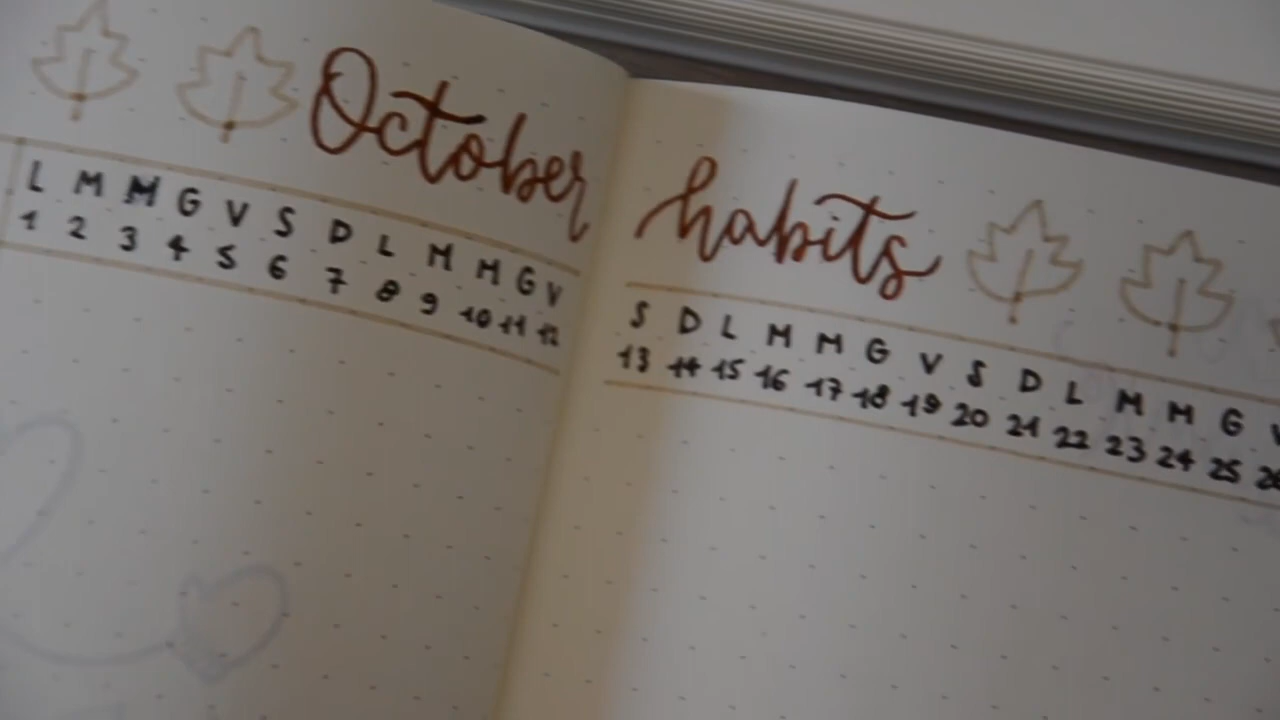 October habits
L M M G V S D L M M G V S D L M M G V S D L M M G V
1 2 3 4 5 6 7 8 9 10 11 12 13 14 15 16 17 18 19 20 21 22 23 24 25 26